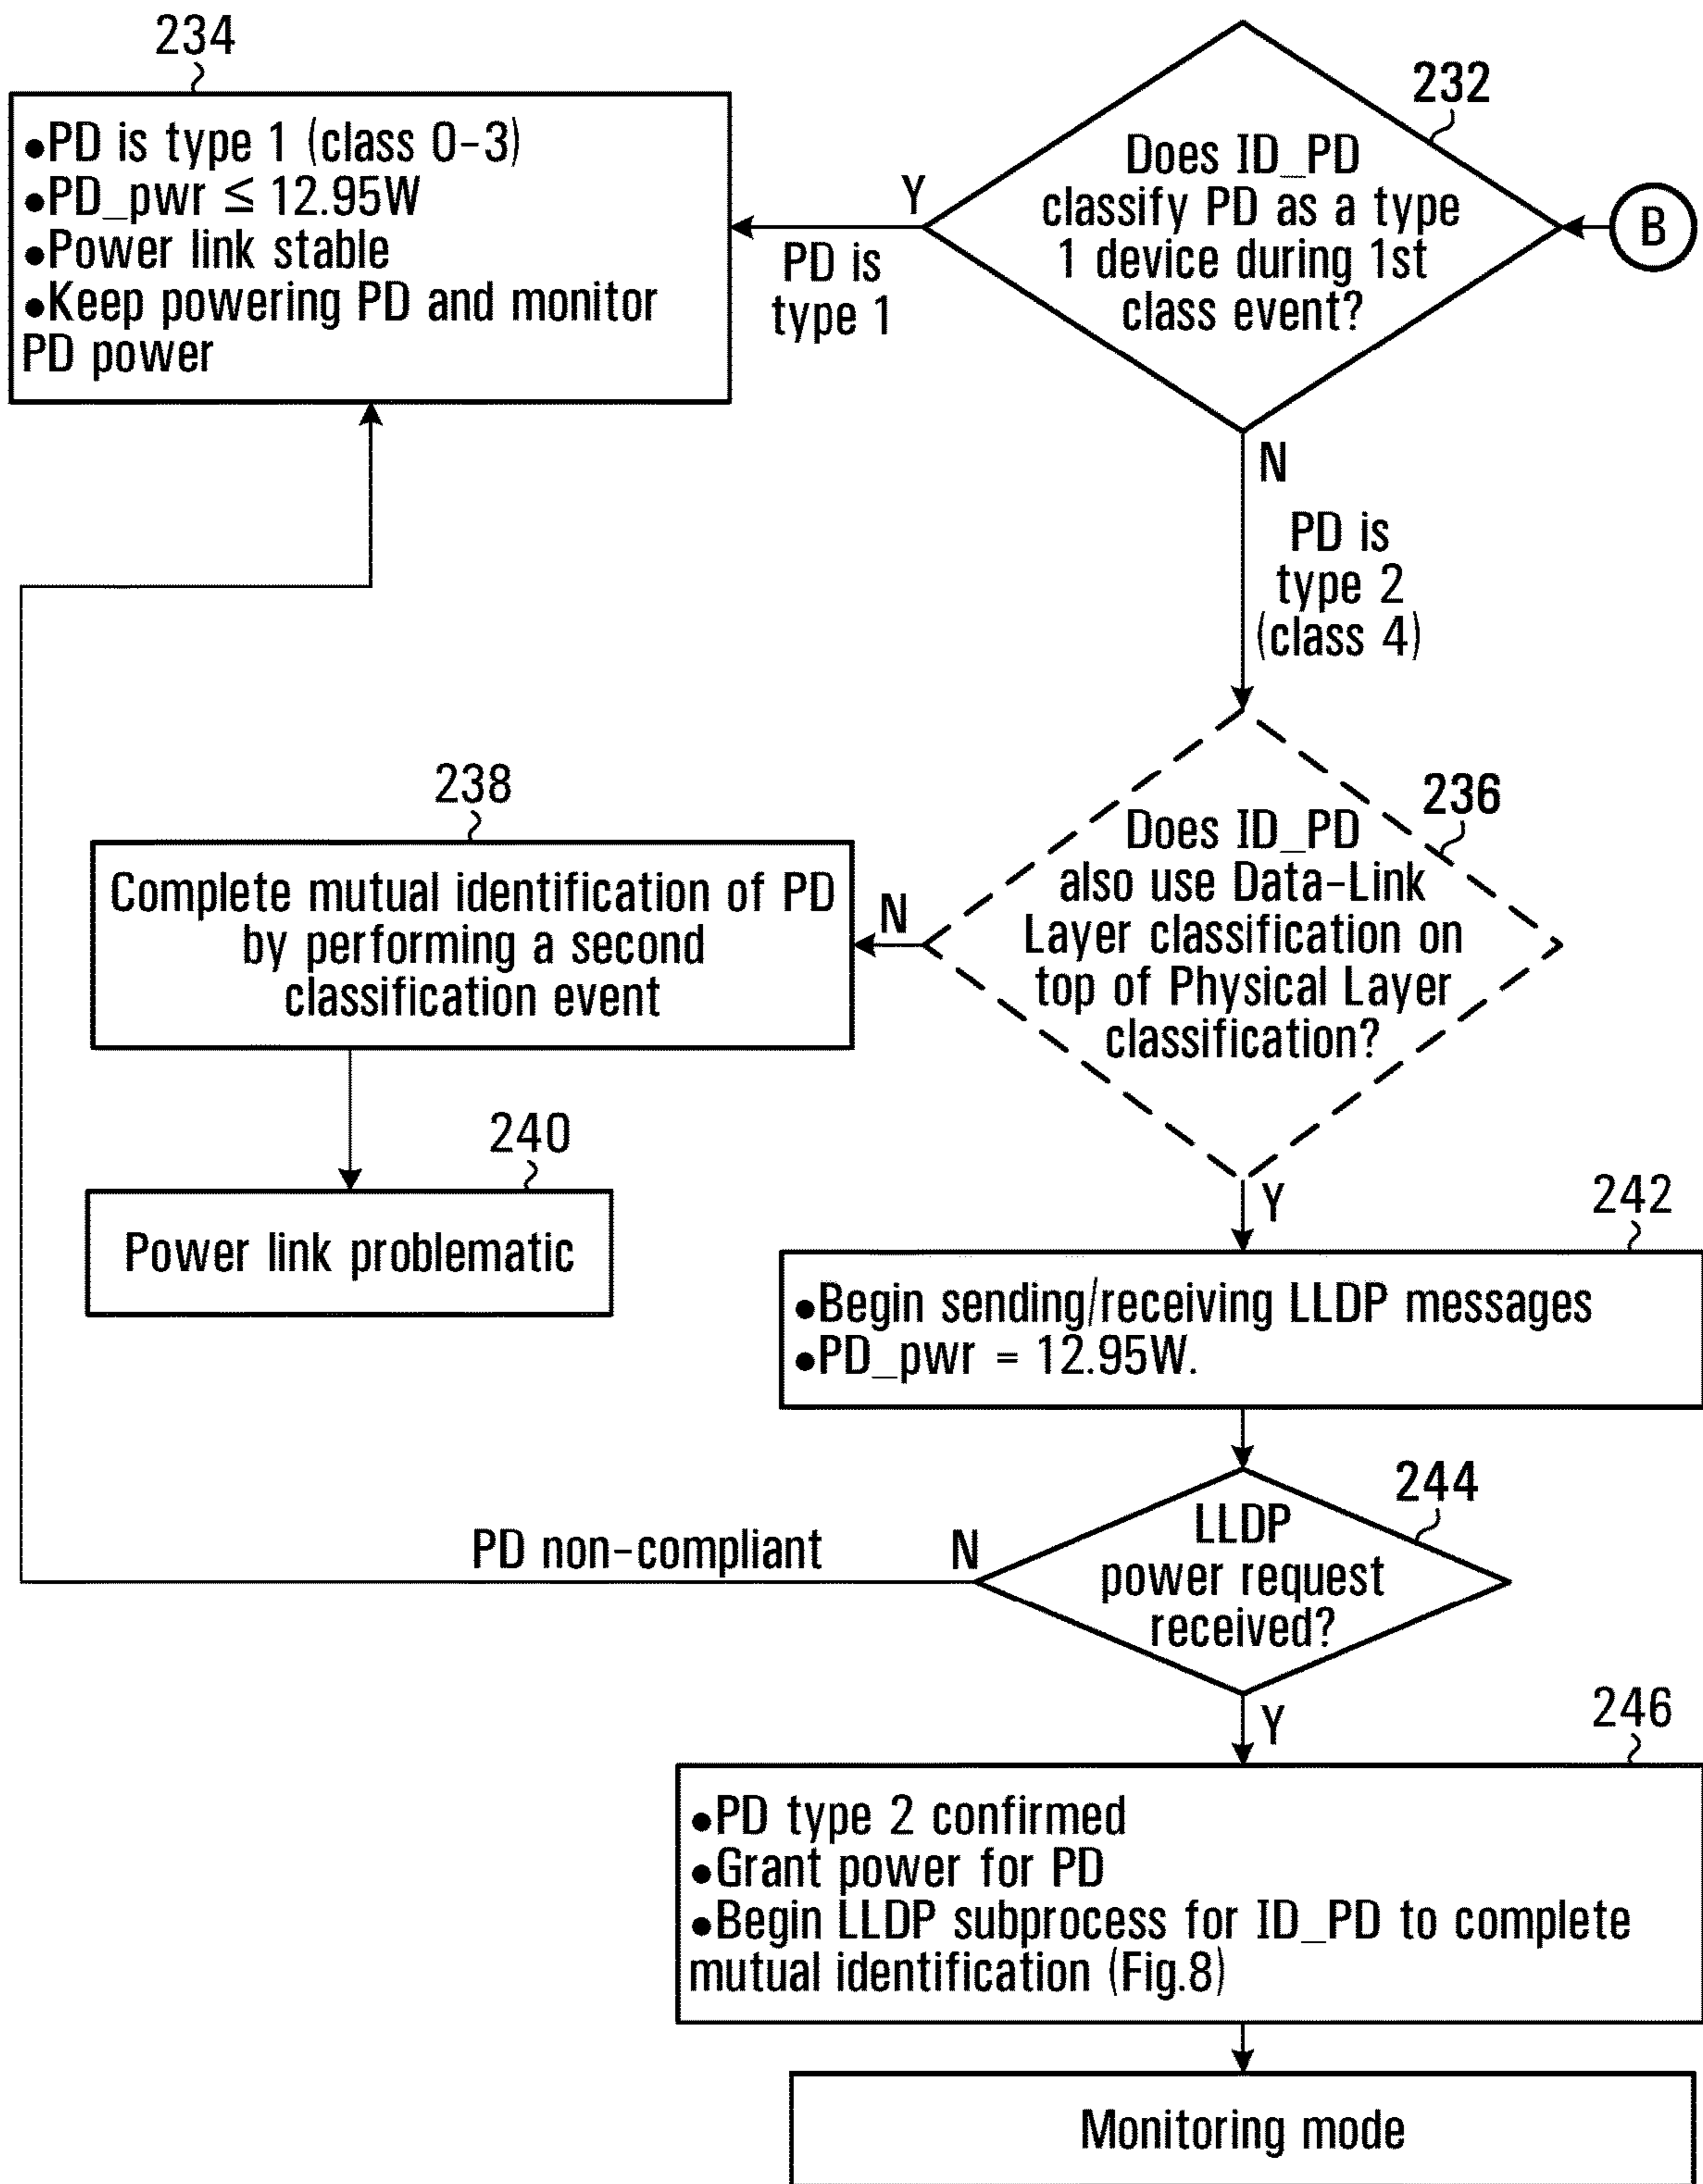 234
•PD is type 1 (class 0-3)
•PD_pwr ≤ 12.95W
•Power link stable
•Keep powering PD and monitor
PD power
232
Does ID_PD
classify PD as a type
1 device during 1st
class event?
B
Y
PD is
type 1
N
PD is
type 2
(class 4)
236
Does ID_PD
also use Data-Link
Layer classification on
top of Physical Layer
classification?
N
238
Complete mutual identification of PD
by performing a second
classification event
240
Power link problematic
Y
242
•Begin sending/receiving LLDP messages
•PD_pwr = 12.95W.
244
LLDP
power request
received?
N
PD non-compliant
Y
246
•PD type 2 confirmed
•Grant power for PD
•Begin LLDP subprocess for ID_PD to complete
mutual identification (Fig.8)
Monitoring mode